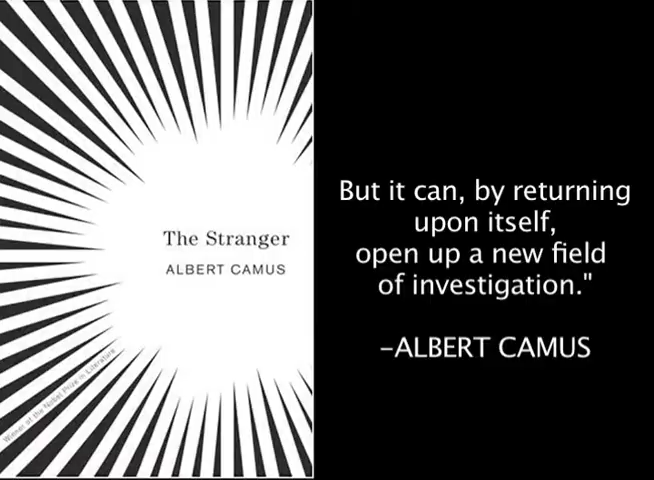 The Stranger
ALBERT CAMUS
Winner of the Nobel Prize in Literature
But it can, by returning
upon itself,
open up a new field
of investigation."
–ALBERT CAMUS